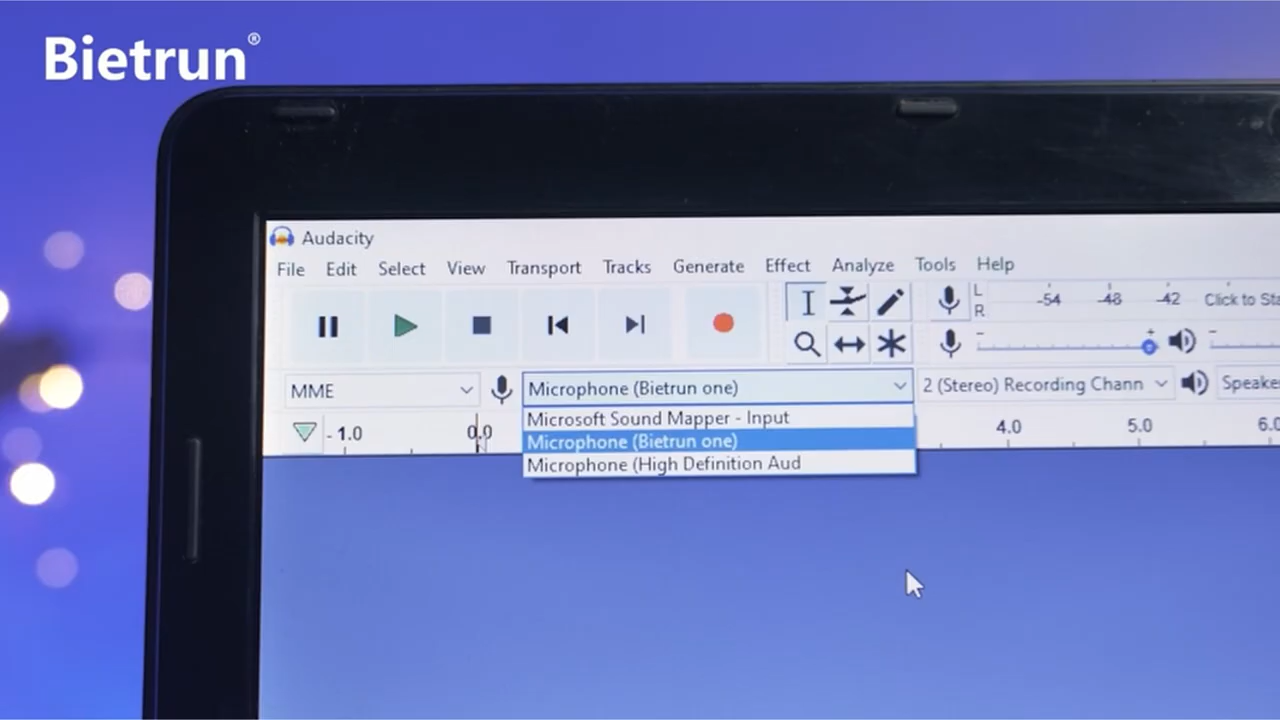 Bietrun®
Audacity
File Edit Select View Transport Tracks Generate Effect Analyze Tools Help
L
R
-54 -48 -42 Click to Sta
MME Microphone (Bietrun one) 2 (Stereo) Recording Chann Speake
- 1.0 0.0 4.0 5.0 6.0
Microsoft Sound Mapper - Input
Microphone (Bietrun one)
Microphone (High Definition Aud